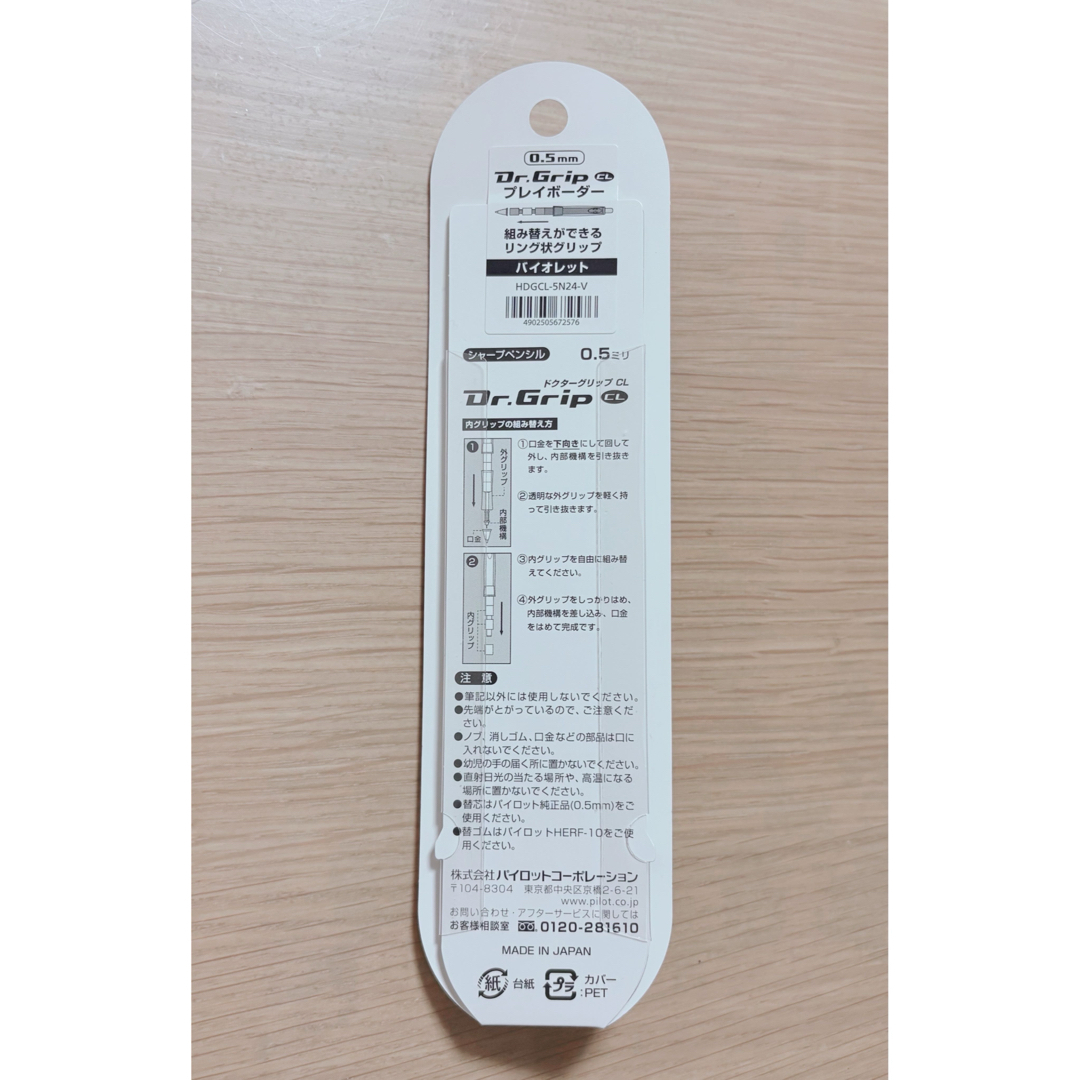 0.5mm
Dr.Grip CL
プレイボーダー
組み替えができる
リング状グリップ
バイオレット
HDGCL-5N24-V
4902505672576
シャープペンシル 0.5ミリ
ドクターグリップ CL
Dr.Grip CL
内グリップの組み替え方
1
外グリップ
内部機構
口金
①口金を下向きにして回して
外し、内部機構を引き抜き
ます。
②透明な外グリップを軽く持
って引き抜きます。
2
内グリップ
③内グリップを自由に組み替
えてください。
④外グリップをしっかりはめ、
内部機構を差し込み、口金
をはめて完成です。
注意
●筆記以外には使用しないでください。
●先端がとがっているので、ご注意くだ
さい。
●ノブ、消しゴム、口金などの部品は口に
入れないでください。
●幼児の手の届く所に置かないでください。
●直射日光の当たる場所や、高温になる
場所に置かないでください。
●替芯はパイロット純正品(0.5mm)をご
使用ください。
●替ゴムはパイロットHERF-10をご使
用ください。
株式会社パイロットコーポレーション
〒104-8304 東京都中央区京橋2-6-21
www.pilot.co.jp
お問い合わせ・アフターサービスに関しては
お客様相談室 0120-281610
MADE IN JAPAN
紙 台紙
プラ カバー
:PET